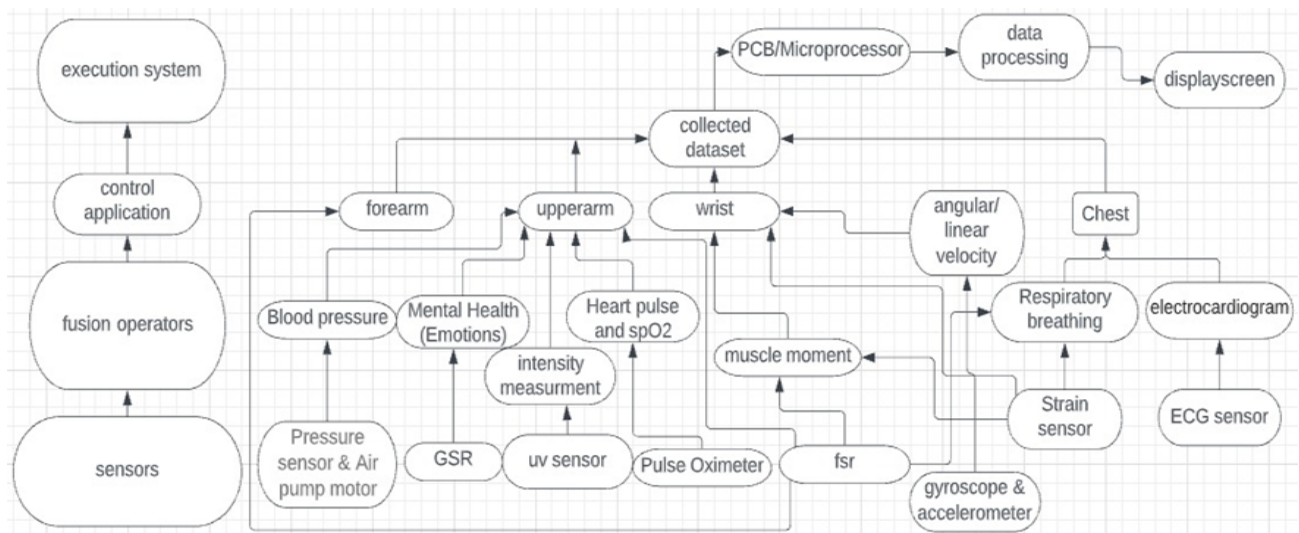 execution system
control
application
fusion operators
sensors
PCB/Microprocessor
data
processing
displayscreen
collected
dataset
forearm
upperarm
wrist
angular/
linear
velocity
Chest
Blood pressure
Mental Health
(Emotions)
Heart pulse
and spO2
intensity
measurment
muscle moment
Respiratory
breathing
electrocardiogram
Pressure
sensor & Air
pump motor
GSR
uv sensor
Pulse Oximeter
fsr
gyroscope &
accelerometer
Strain
sensor
ECG sensor